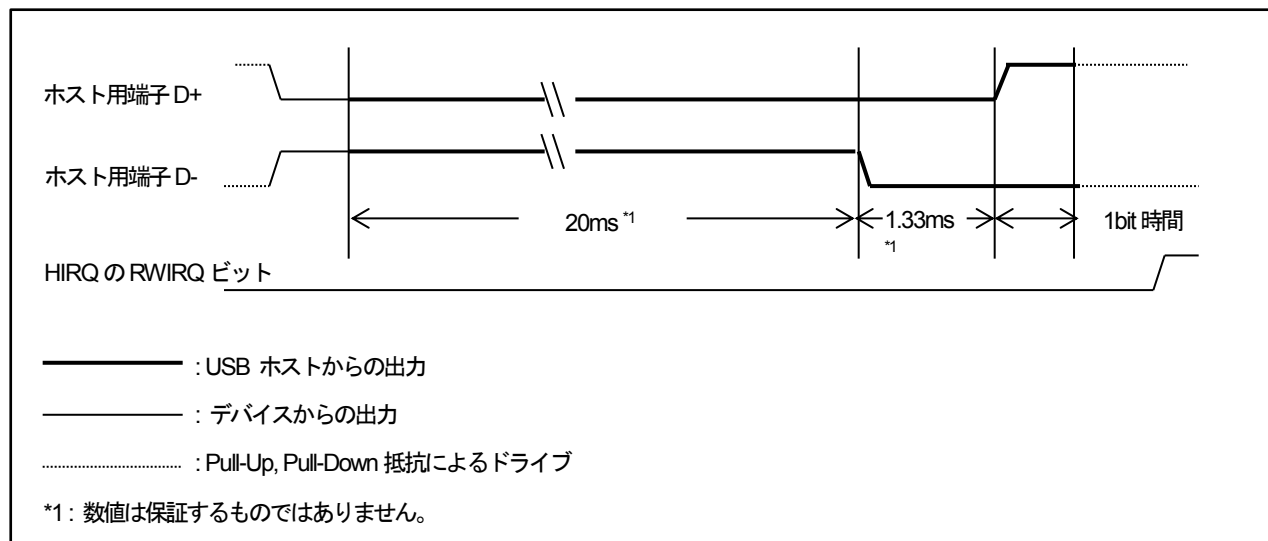 ホスト用端子 D+
ホスト用端子 D-
20ms *1
1.33ms
*1
1bit 時間
HIRQ の RWIRQ ビット
: USB ホストからの出力
: デバイスからの出力
: Pull-Up, Pull-Down 抵抗によるドライブ
*1 : 数値は保証するものではありません。